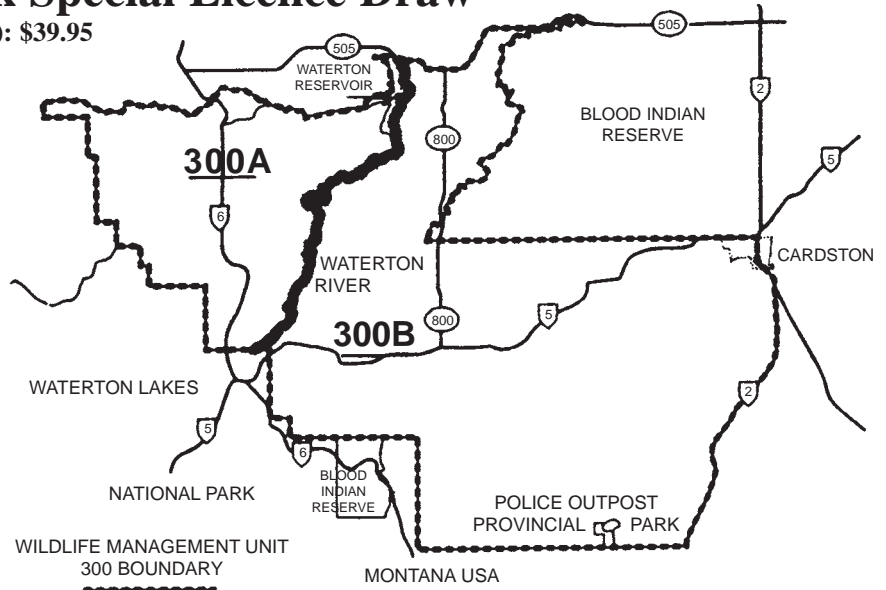 Special Licence Draw
: $39.95
505
505
WATERTON
RESERVOIR
2
BLOOD INDIAN
RESERVE
800
5
300A
6
WATERTON
RIVER
CARDSTON
800
5
300B
WATERTON LAKES
2
5
6
BLOOD
INDIAN
RESERVE
NATIONAL PARK
POLICE OUTPOST
PROVINCIAL PARK
WILDLIFE MANAGEMENT UNIT
300 BOUNDARY
MONTANA USA